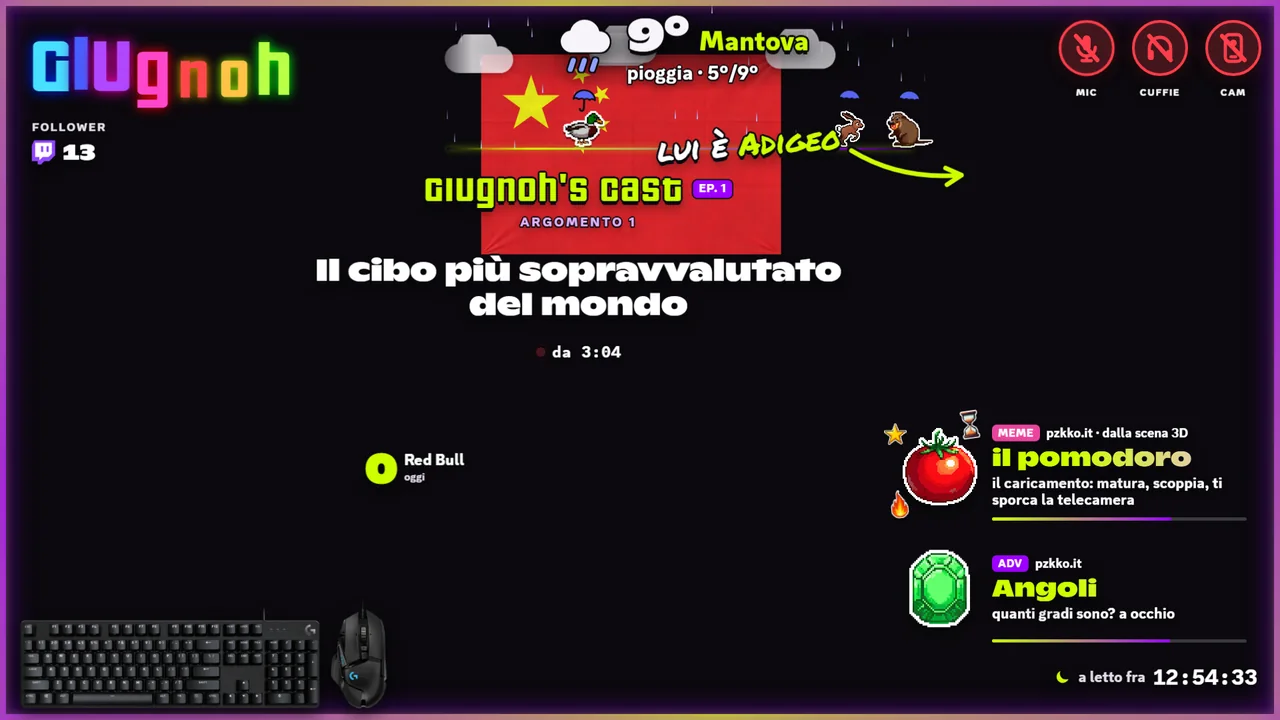 GIUgnoh
FOLLOWER
13
9°
Mantova
pioggia · 5°/9°
MIC
CUFFIE
CAM
LUI È ADIGEO
GIUgnoh's cast
EP. 1
ARGOMENTO 1
Il cibo più sopravvalutato
del mondo
da 3:04
0
Red Bull
oggi
MEME
pzkko.it · dalla scena 3D
il pomodoro
il caricamento: matura, scoppia, ti
sporca la telecamera
ADV
pzkko.it
Angoli
quanti gradi sono? a occhio
a letto fra
12:54:33